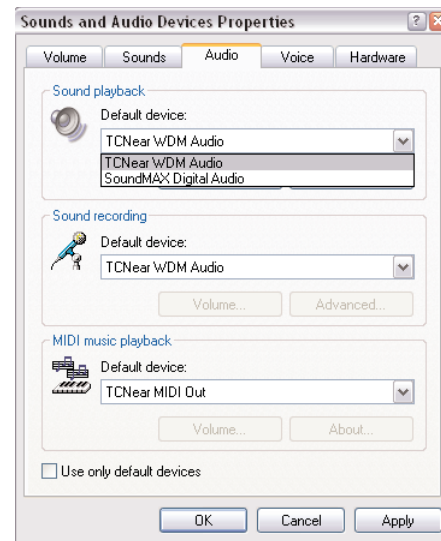 Sounds and Audio Devices Properties
Volume Sounds Audio Voice Hardware
Sound playback
Default device:
TCNear WDM Audio
TCNear WDM Audio
SoundMAX Digital Audio
Sound recording
Default device:
TCNear WDM Audio
Volume... Advanced...
MIDI music playback
Default device:
TCNear MIDI Out
Volume... About...
Use only default devices
OK Cancel Apply